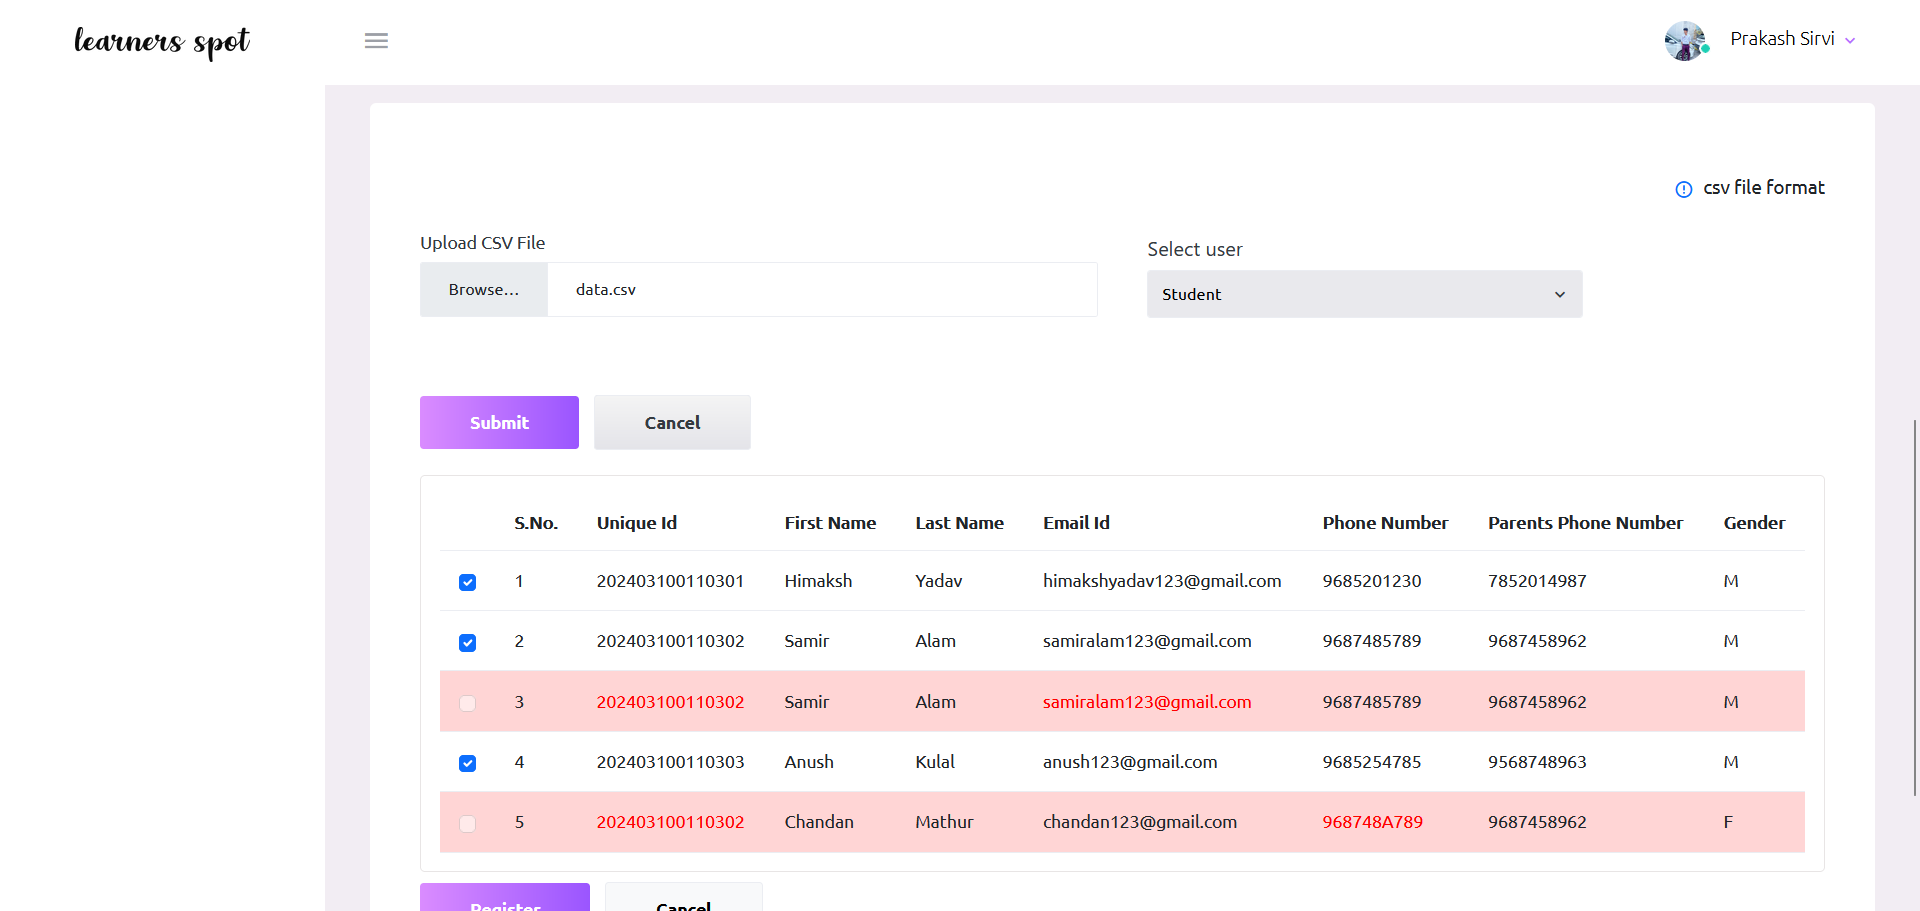 learners spot
Prakash Sirvi
csv file format
Upload CSV File
Select user
Browse... data.csv
Student
Submit Cancel
S.No. Unique Id First Name Last Name Email Id Phone Number Parents Phone Number Gender
1 202403100110301 Himaksh Yadav himakshyadav123@gmail.com 9685201230 7852014987 M
2 202403100110302 Samir Alam samiralam123@gmail.com 9687485789 9687458962 M
3 202403100110302 Samir Alam samiralam123@gmail.com 9687485789 9687458962 M
4 202403100110303 Anush Kulal anush123@gmail.com 9685254785 9568748963 M
5 202403100110302 Chandan Mathur chandan123@gmail.com 968748A789 9687458962 F
Register Cancel